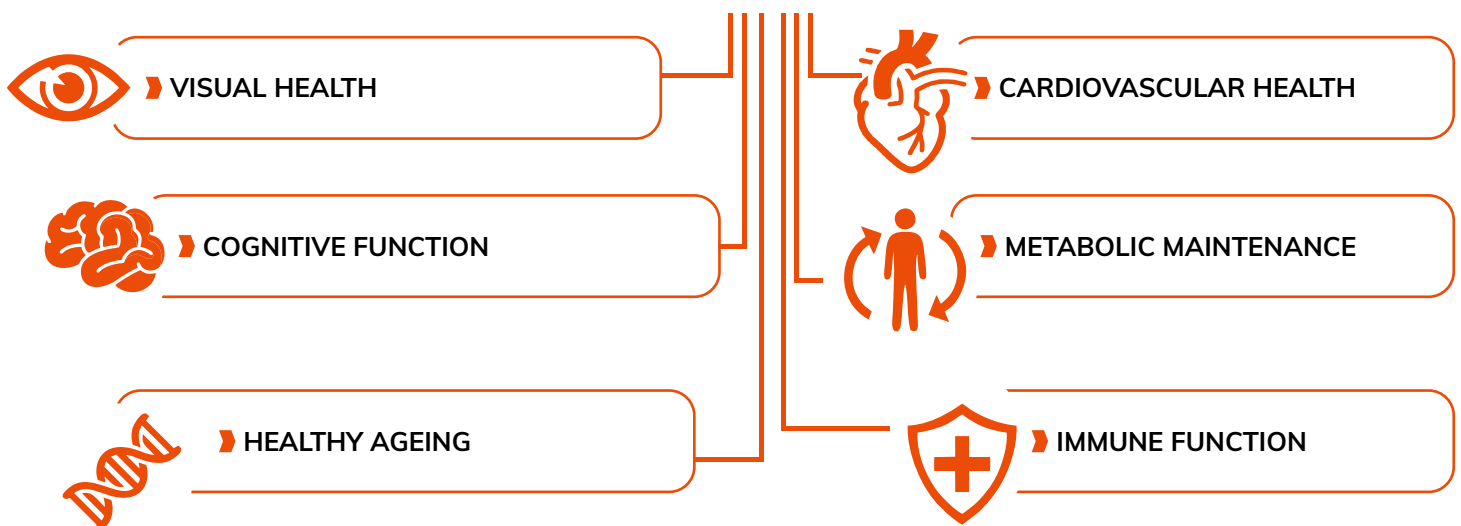 VISUAL HEALTH
CARDIOVASCULAR HEALTH
COGNITIVE FUNCTION
METABOLIC MAINTENANCE
HEALTHY AGEING
IMMUNE FUNCTION